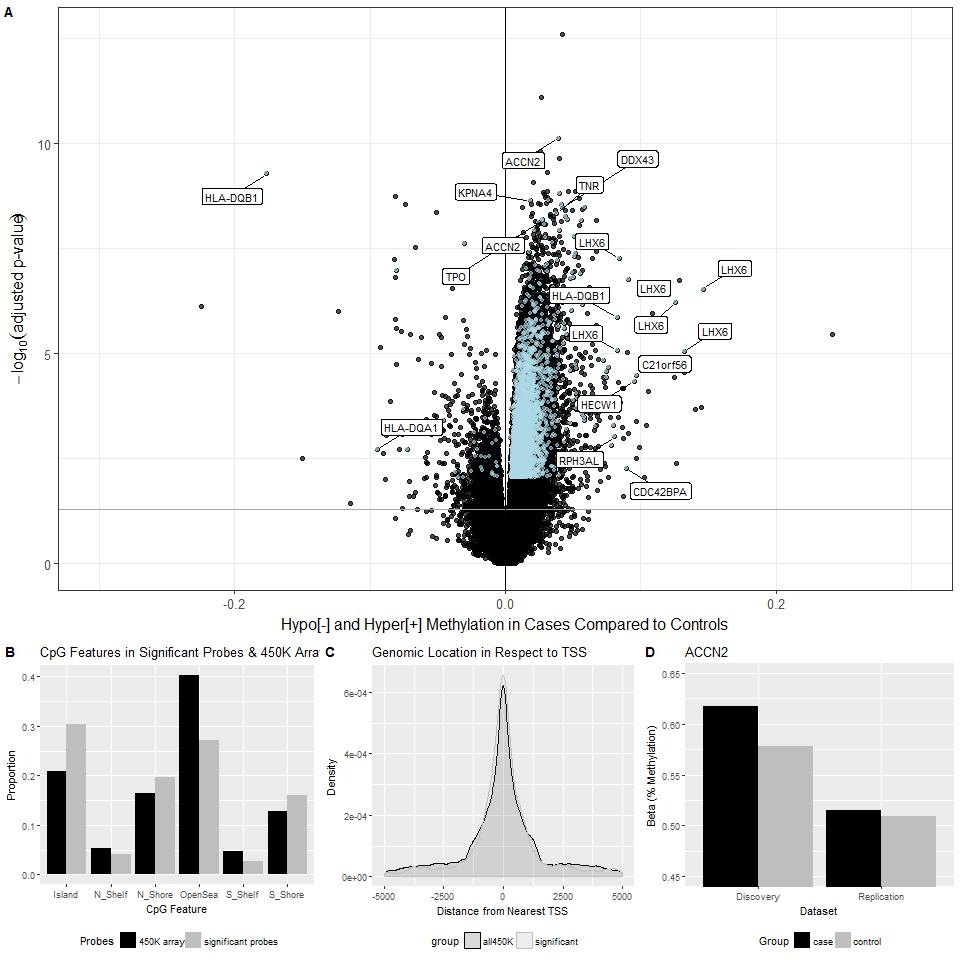 A
10
5
0
− log10(adjusted p-value)
ACCN2
DDX43
TNR
KPNA4
HLA-DQB1
ACCN2
LHX6
TPO
LHX6
LHX6
HLA-DQB1
LHX6
LHX6
LHX6
C21orf56
HECW1
HLA-DQA1
RPH3AL
CDC42BPA
-0.2 0.0 0.2
Hypo[-] and Hyper[+] Methylation in Cases Compared to Controls
B CpG Features in Significant Probes & 450K Arra
0.4
0.3
0.2
0.1
0.0
Proportion
Island N_Shelf N_Shore OpenSea S_Shelf S_Shore
CpG Feature
Probes 450K array significant probes
C Genomic Location in Respect to TSS
6e-04
4e-04
2e-04
0e+00
Density
-5000 -2500 0 2500 5000
Distance from Nearest TSS
group all450K significant
D ACCN2
0.65
0.60
0.55
0.50
0.45
Beta (% Methylation)
Discovery Replication
Dataset
Group case control